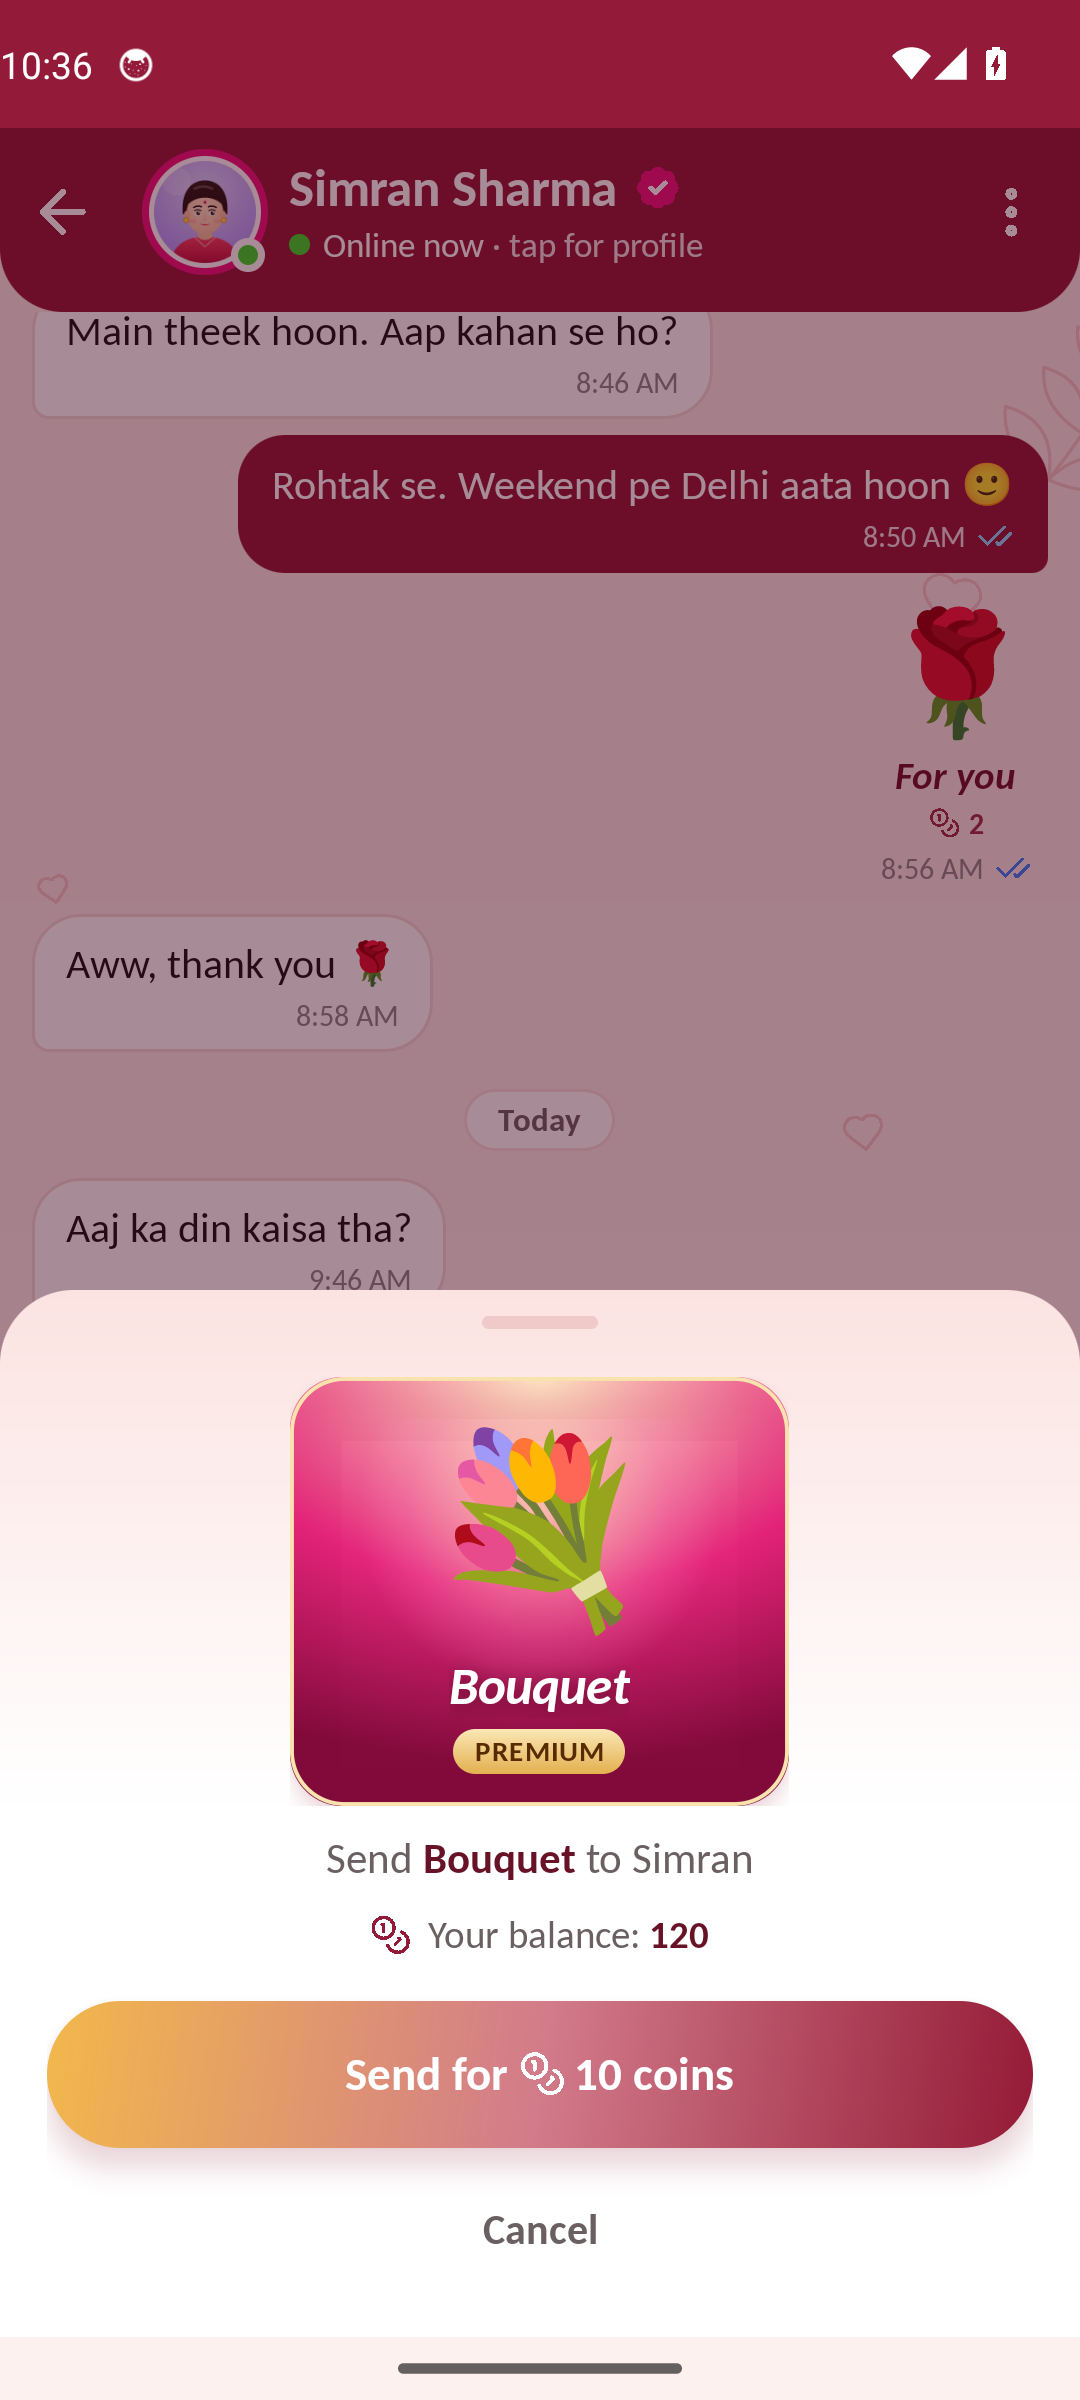 10:36
Simran Sharma
Online now · tap for profile
Main theek hoon. Aap kahan se ho?
8:46 AM
Rohtak se. Weekend pe Delhi aata hoon 🙂
8:50 AM
For you
2
8:56 AM
Aww, thank you 🌹
8:58 AM
Today
Aaj ka din kaisa tha?
9:46 AM
Bouquet
PREMIUM
Send Bouquet to Simran
Your balance: 120
Send for 10 coins
Cancel